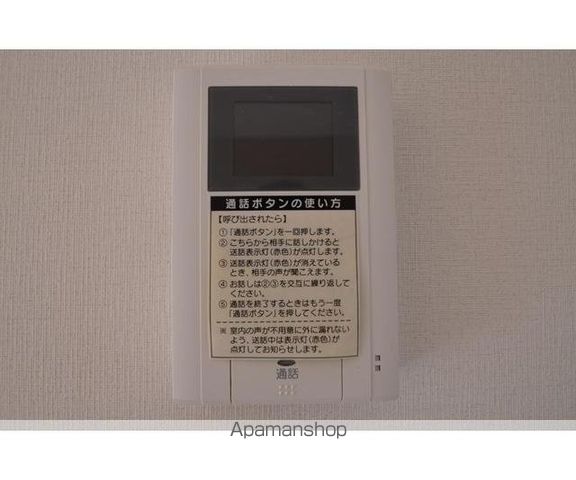 通話ボタンの使い方
【呼び出されたら】
①「通話ボタン」を一回押します。
②こちらから相手に話しかけると
送話表示灯(赤色)が点灯します。
③送話表示灯(赤色)が消えている
とき、相手の声が聞こえます。
④お話しは②③を交互に繰り返して
ください。
⑤通話を終了するときはもう一度
「通話ボタン」を押してください。
※室内の声が不用意に外に漏れない
よう、送話中は表示灯(赤色)が
点灯してお知らせします。
通話
Apamanshop